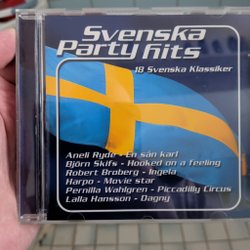 Svenska
Party hits
18 Svenska Klassiker
Aneli Ryde - En sån karl
Björn Skifs - Hooked on a feeling
Robert Broberg - Ingela
Harpo - Movie star
Pernilla Wahlgren - Piccadilly Circus
Lalla Hansson - Dagny